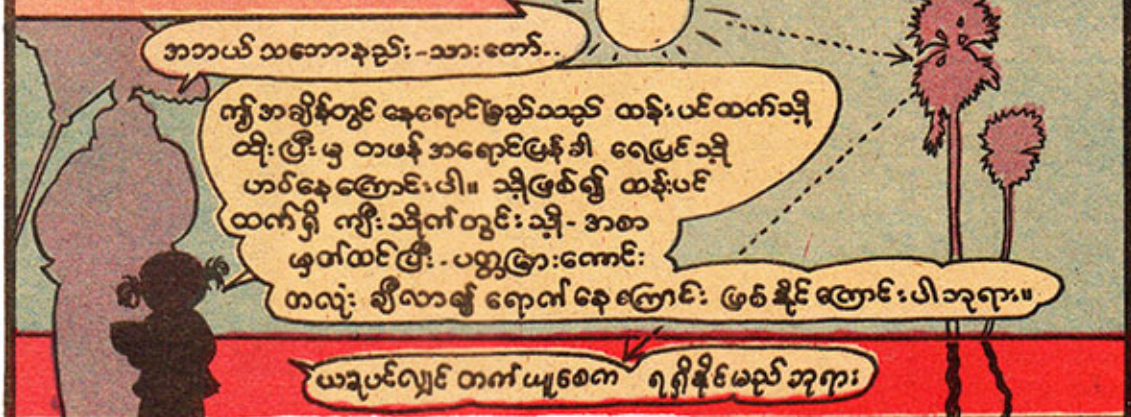 အဘယ်သဘောနည်း-သားတော်..
ဤအချိန်တွင် နေရောင်ခြည်သည် ထန်းပင်ထက်သို့
ထိုးပြီးမှ တဖန်အရောင်ပြန်ခါ ရေပြင်သို့
ဟပ်နေကြောင်းပါ။ သို့ဖြစ်၍ ထန်းပင်
ထက်ရှိ ကျီးသိုက်တွင်းသို့-အစာ
မှတ်ထင်ပြီး-ပတ္တမြားကောင်း
တလုံး ချီလာ၍ ရောက်နေကြောင်း ဖြစ်နိုင်ကြောင်းပါဘုရား။
ယခုပင်လျှင် တက်ယူစေက ရရှိနိုင်မည်ဘုရား